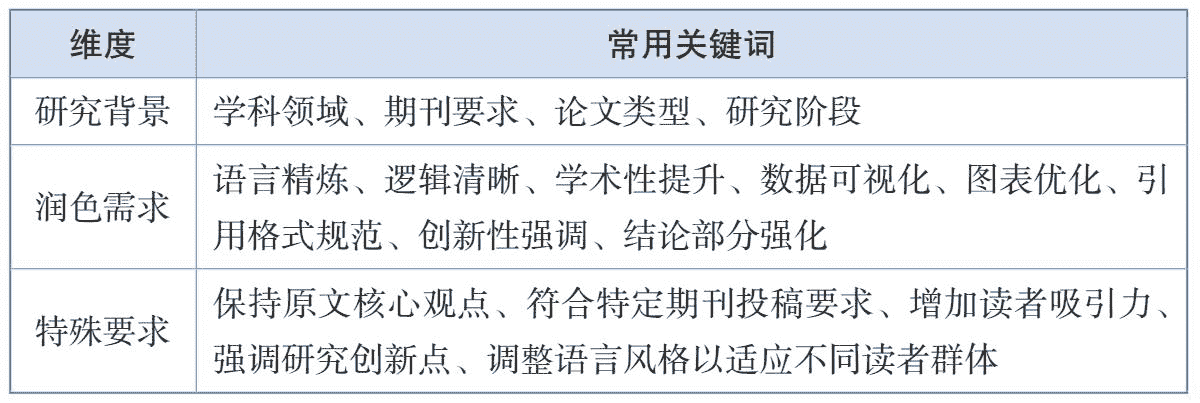 维度 常用关键词
研究背景 学科领域、期刊要求、论文类型、研究阶段
润色需求 语言精炼、逻辑清晰、学术性提升、数据可视化、图表优化、引
用格式规范、创新性强调、结论部分强化
特殊要求 保持原文核心观点、符合特定期刊投稿要求、增加读者吸引力、
强调研究创新点、调整语言风格以适应不同读者群体